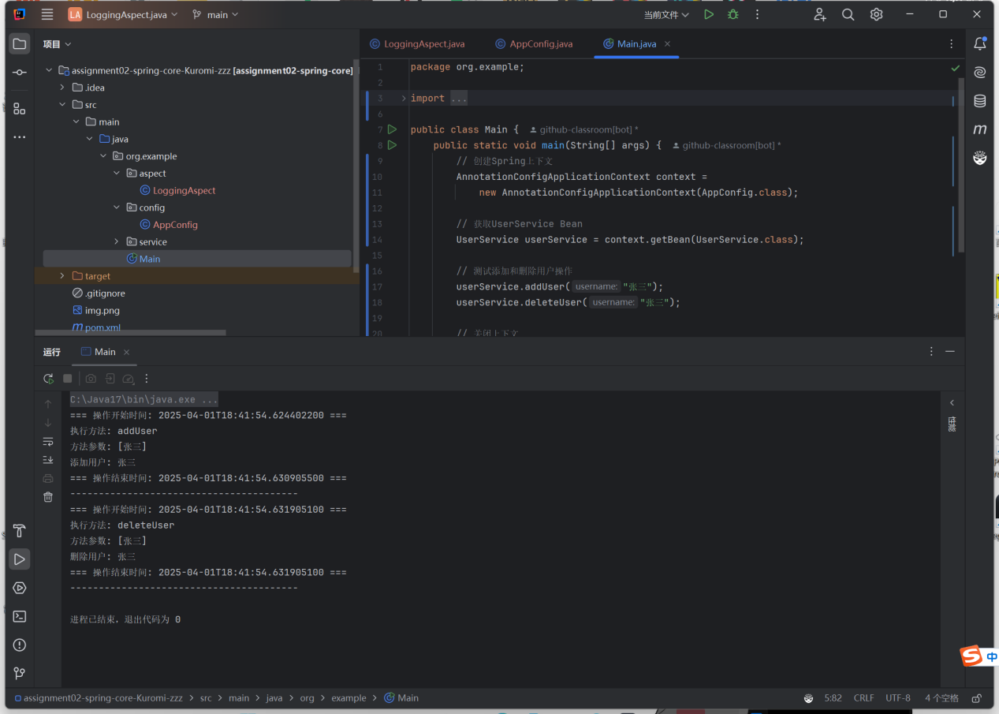 LA LoggingAspect.java main 当前文件
项目
LoggingAspect.java AppConfig.java Main.java
assignment02-spring-core-Kuromi-zzz [assignment02-spring-core]
.idea
src
main
java
org.example
aspect
LoggingAspect
config
AppConfig
service
Main
target
.gitignore
img.png
pom.xml
1 package org.example;
2
3 import ...
6
7 public class Main { github-classroom[bot] *
8 public static void main(String[] args) { github-classroom[bot] *
9 // 创建Spring上下文
10 AnnotationConfigApplicationContext context =
11 new AnnotationConfigApplicationContext(AppConfig.class);
12
13 // 获取UserService Bean
14 UserService userService = context.getBean(UserService.class);
15
16 // 测试添加和删除用户操作
17 userService.addUser( username: "张三");
18 userService.deleteUser( username: "张三");
19
20 // 关闭上下文
运行 Main
C:\Java17\bin\java.exe ...
=== 操作开始时间: 2025-04-01T18:41:54.624402200 ===
执行方法: addUser
方法参数: [张三]
添加用户: 张三
=== 操作结束时间: 2025-04-01T18:41:54.630905500 ===
----------------------------------------
=== 操作开始时间: 2025-04-01T18:41:54.631905100 ===
执行方法: deleteUser
方法参数: [张三]
删除用户: 张三
=== 操作结束时间: 2025-04-01T18:41:54.631905100 ===
----------------------------------------
进程已结束，退出代码为 0
性能
中
assignment02-spring-core-Kuromi-zzz > src > main > java > org > example > Main
5:82 CRLF UTF-8 4 个空格